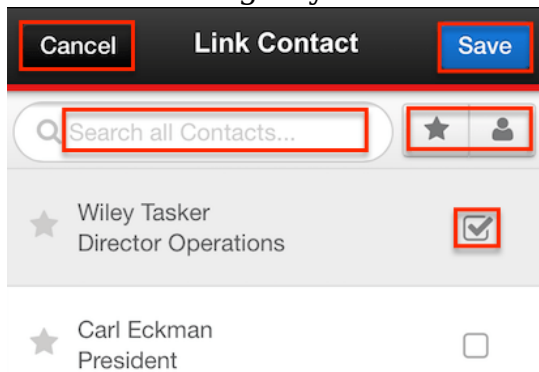 Cancel Link Contact Save
Search all Contacts...
Wiley Tasker
Director Operations
Carl Eckman
President